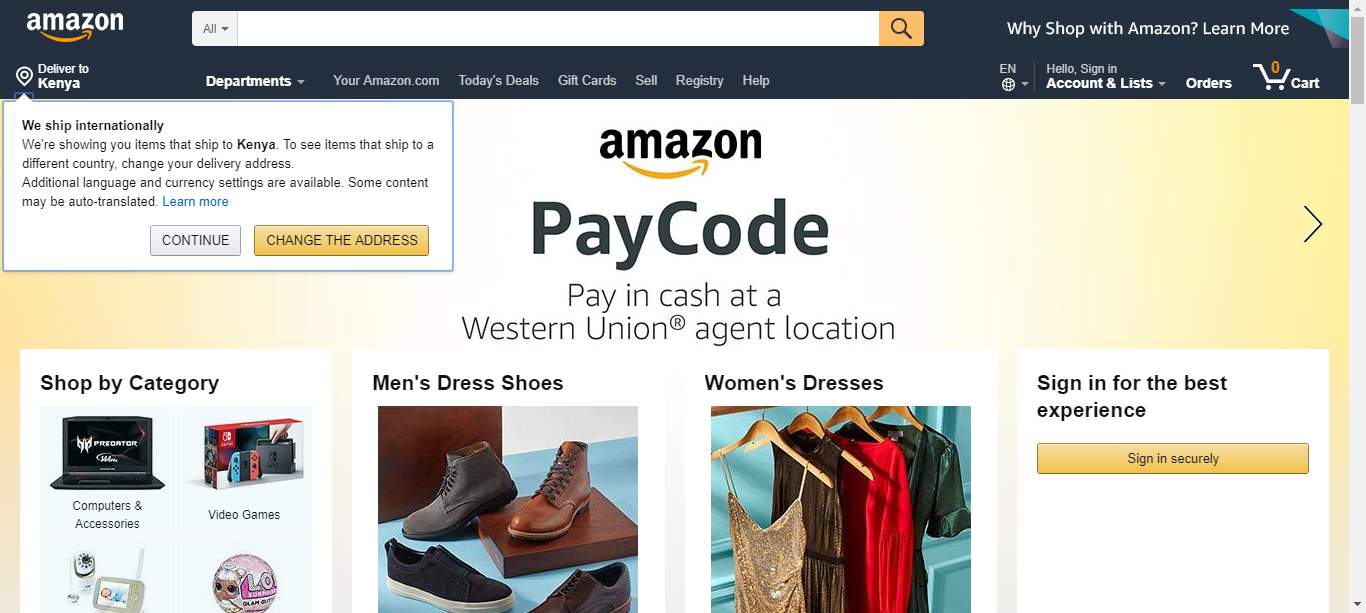 amazon
All
Why Shop with Amazon? Learn More
Deliver to
Kenya
Departments
Your Amazon.com
Today's Deals
Gift Cards
Sell
Registry
Help
EN
Hello, Sign in
Account & Lists
Orders
0
Cart
We ship internationally
We're showing you items that ship to Kenya. To see items that ship to a
different country, change your delivery address.
Additional language and currency settings are available. Some content
may be auto-translated. Learn more
CONTINUE
CHANGE THE ADDRESS
amazon
PayCode
Pay in cash at a
Western Union® agent location
Shop by Category
PREDATOR
Computers &
Accessories
Video Games
L.O.L.
SURPRISE
GLAM GLITTER
Men's Dress Shoes
Women's Dresses
Sign in for the best
experience
Sign in securely